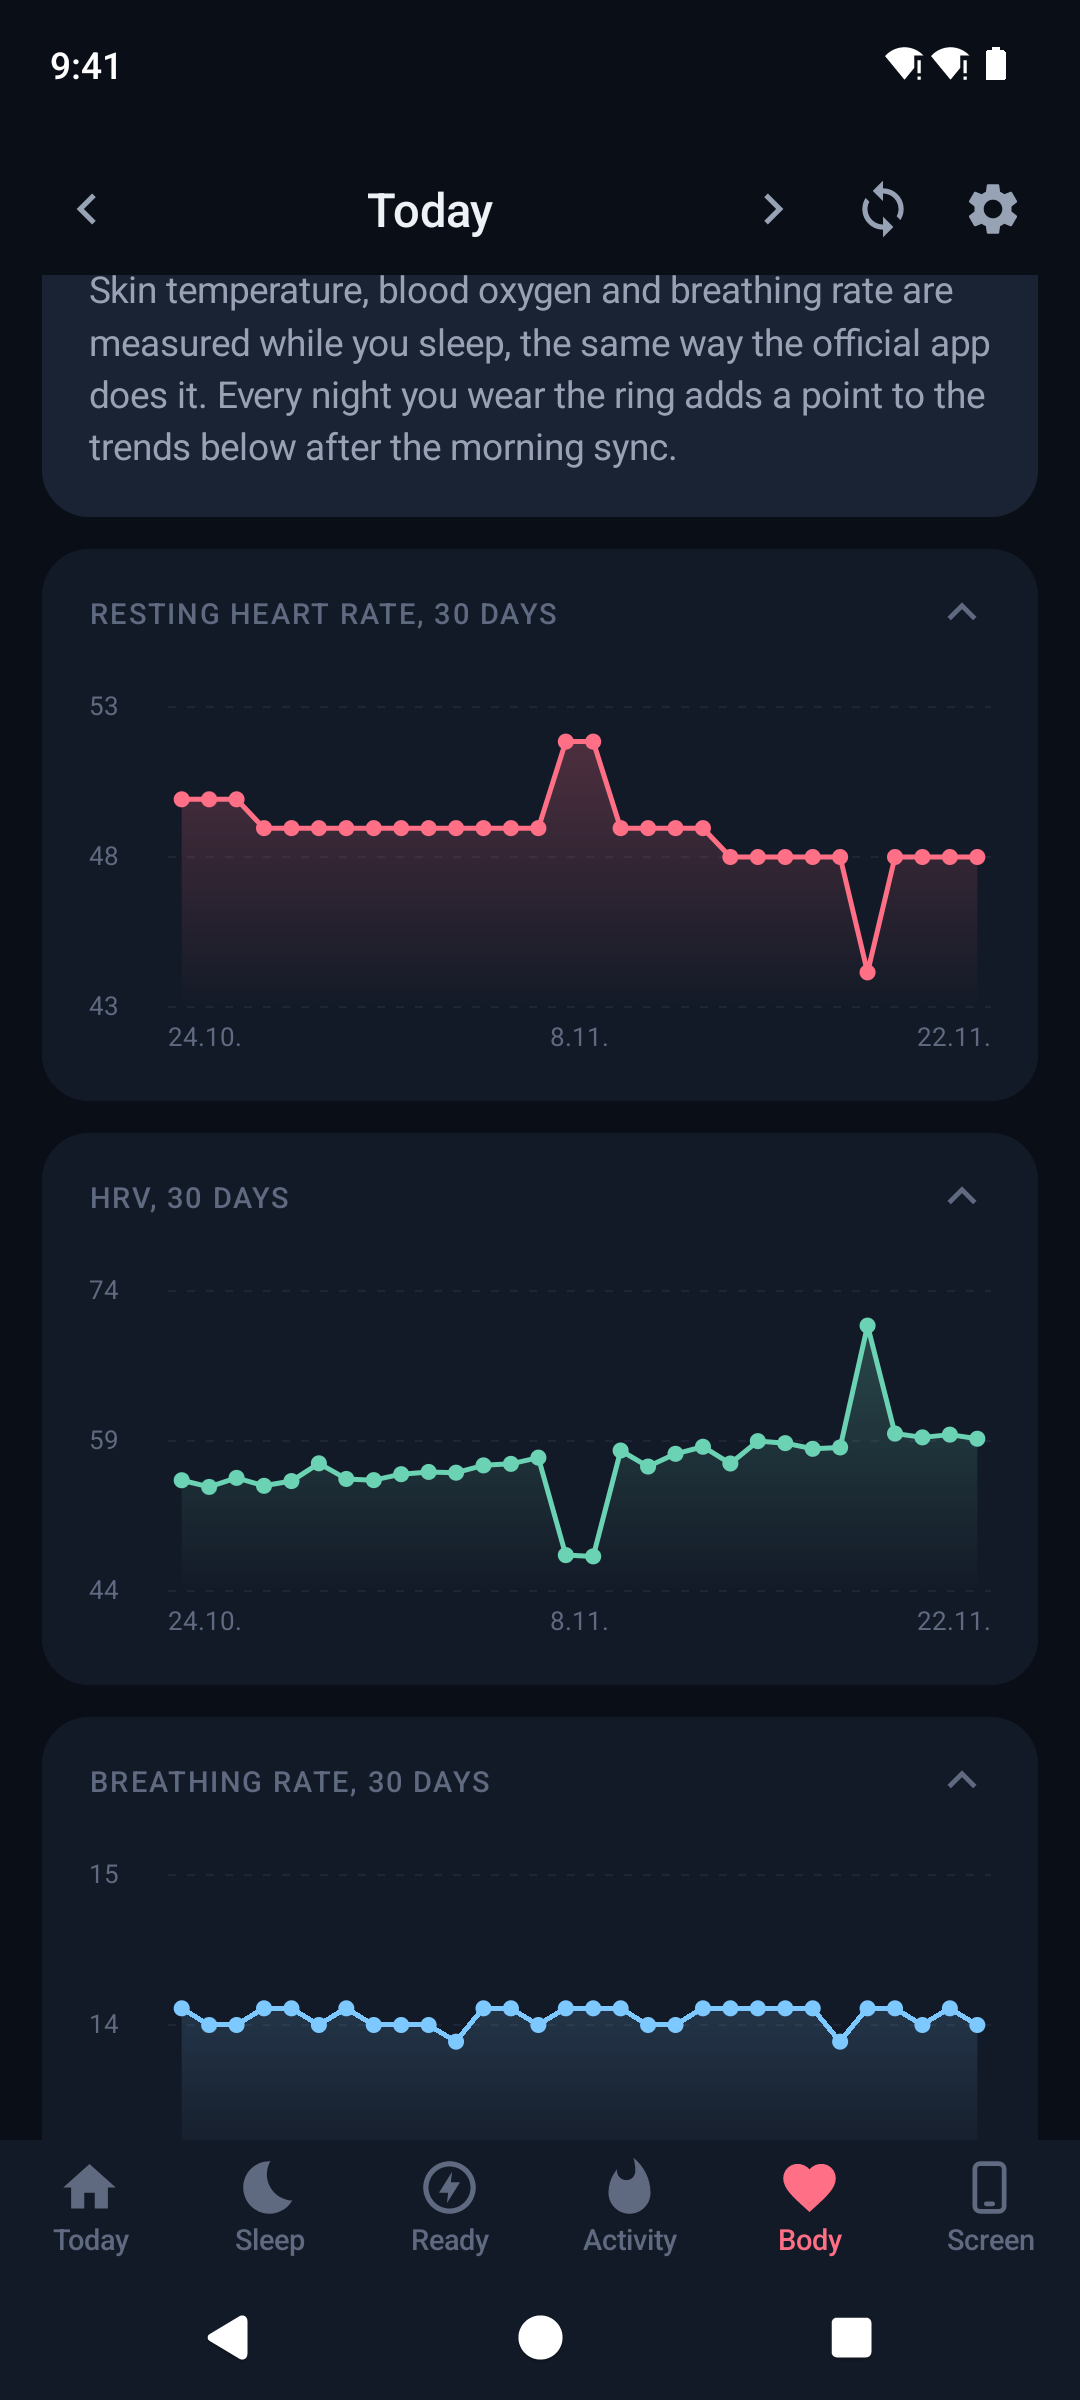 9:41
Today
Skin temperature, blood oxygen and breathing rate are
measured while you sleep, the same way the official app
does it. Every night you wear the ring adds a point to the
trends below after the morning sync.
RESTING HEART RATE, 30 DAYS
53
48
43
24.10. 8.11. 22.11.
HRV, 30 DAYS
74
59
44
24.10. 8.11. 22.11.
BREATHING RATE, 30 DAYS
15
14
Today Sleep Ready Activity Body Screen